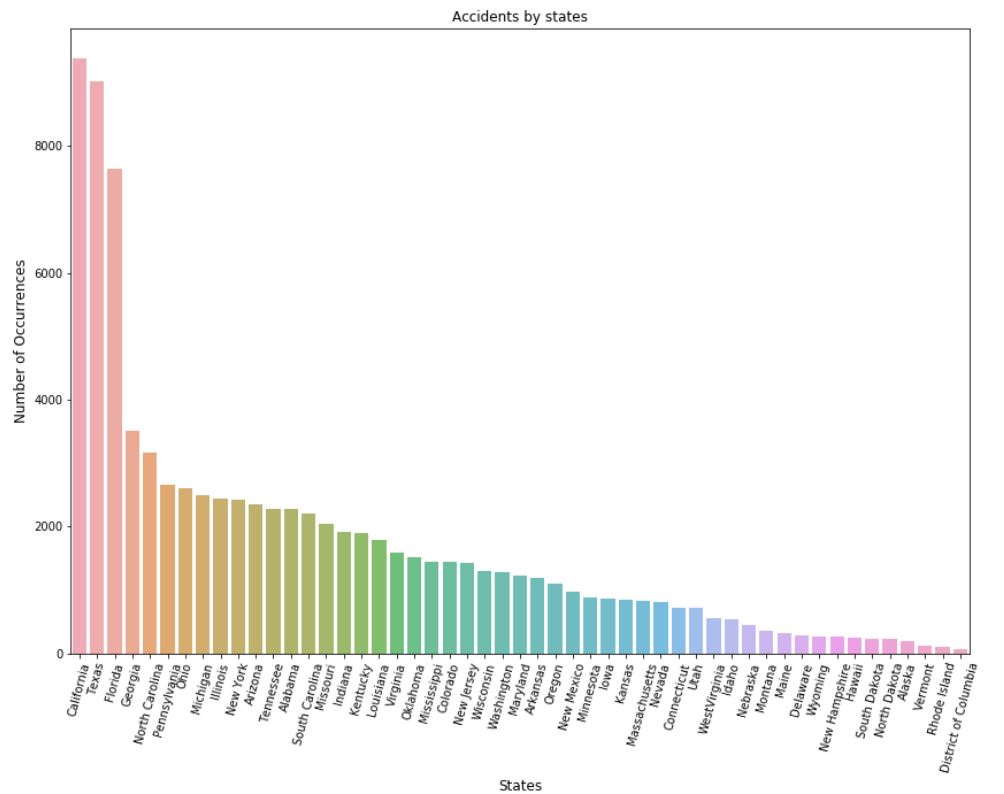 Accidents by states
Number of Occurrences
8000
6000
4000
2000
0
California
Texas
Florida
Georgia
North Carolina
Pennsylvania
Ohio
Michigan
Illinois
New York
Arizona
Tennessee
Alabama
South Carolina
Missouri
Indiana
Kentucky
Louisiana
Virginia
Oklahoma
Mississippi
Colorado
New Jersey
Wisconsin
Washington
Maryland
Arkansas
Oregon
New Mexico
Minnesota
Iowa
Kansas
Massachusetts
Nevada
Connecticut
Utah
WestVirginia
Idaho
Nebraska
Montana
Maine
Delaware
Wyoming
New Hampshire
Hawaii
South Dakota
North Dakota
Alaska
Vermont
Rhode Island
District of Columbia
States